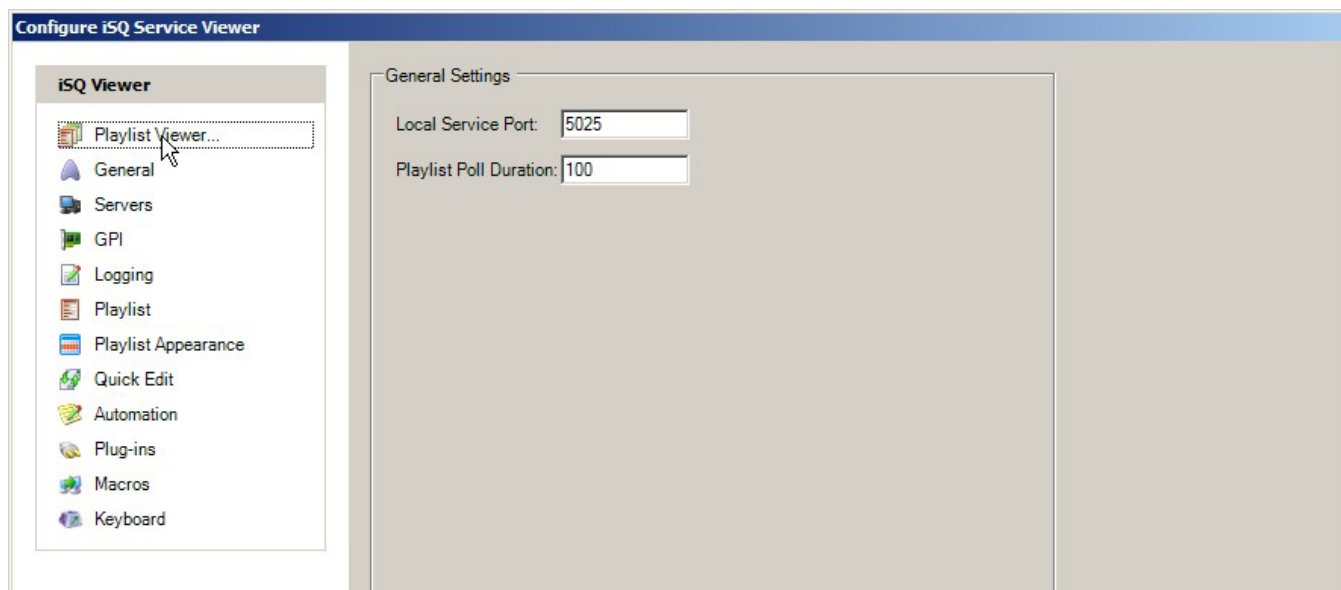 Configure iSQ Service Viewer
iSQ Viewer
Playlist Viewer...
General
Servers
GPI
Logging
Playlist
Playlist Appearance
Quick Edit
Automation
Plug-ins
Macros
Keyboard
General Settings
Local Service Port: 5025
Playlist Poll Duration: 100